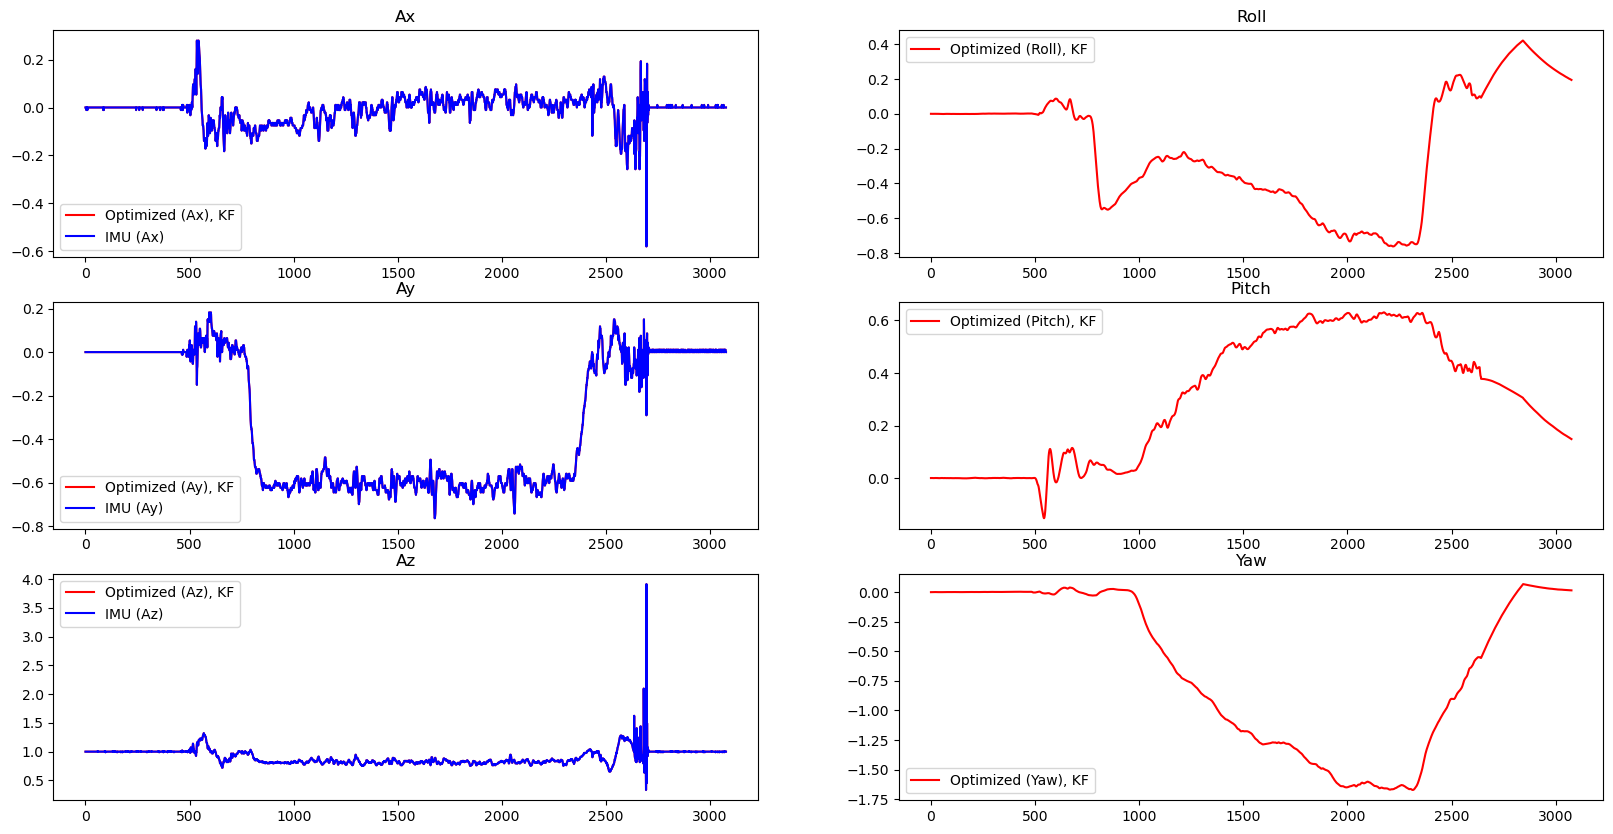 Ax
0.2
0.0
−0.2
−0.4
−0.6
Optimized (Ax), KF
IMU (Ax)
0 500 1000 1500 2000 2500 3000
Roll
0.4
0.2
0.0
−0.2
−0.4
−0.6
−0.8
Optimized (Roll), KF
0 500 1000 1500 2000 2500 3000
Ay
0.2
0.0
−0.2
−0.4
−0.6
−0.8
Optimized (Ay), KF
IMU (Ay)
0 500 1000 1500 2000 2500 3000
Pitch
0.6
0.4
0.2
0.0
Optimized (Pitch), KF
0 500 1000 1500 2000 2500 3000
Az
4.0
3.5
3.0
2.5
2.0
1.5
1.0
0.5
Optimized (Az), KF
IMU (Az)
0 500 1000 1500 2000 2500 3000
Yaw
0.00
−0.25
−0.50
−0.75
−1.00
−1.25
−1.50
−1.75
Optimized (Yaw), KF
0 500 1000 1500 2000 2500 3000